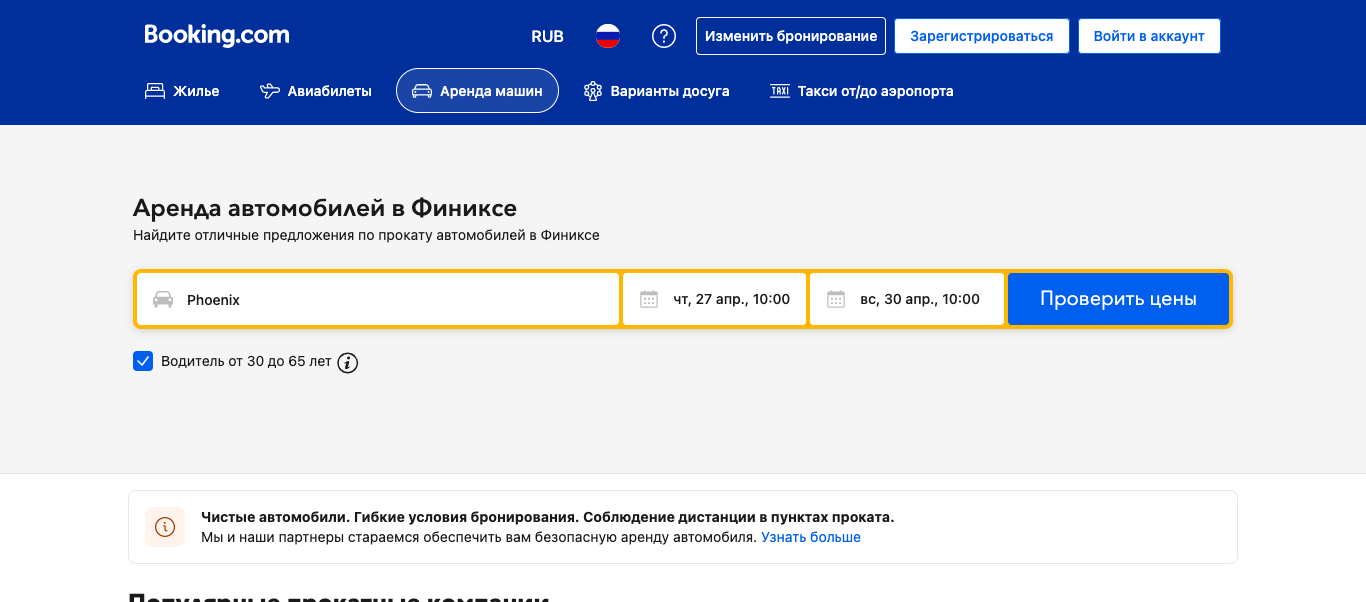 Booking.com
RUB
?
Изменить бронирование
Зарегистрироваться
Войти в аккаунт
Жилье
Авиабилеты
Аренда машин
Варианты досуга
TAXI
Такси от/до аэропорта
Аренда автомобилей в Финиксе
Найдите отличные предложения по прокату автомобилей в Финиксе
Phoenix
чт, 27 апр., 10:00
вс, 30 апр., 10:00
Проверить цены
Водитель от 30 до 65 лет
Чистые автомобили. Гибкие условия бронирования. Соблюдение дистанции в пунктах проката.
Мы и наши партнеры стараемся обеспечить вам безопасную аренду автомобиля. Узнать больше
Популярные прокатные компании